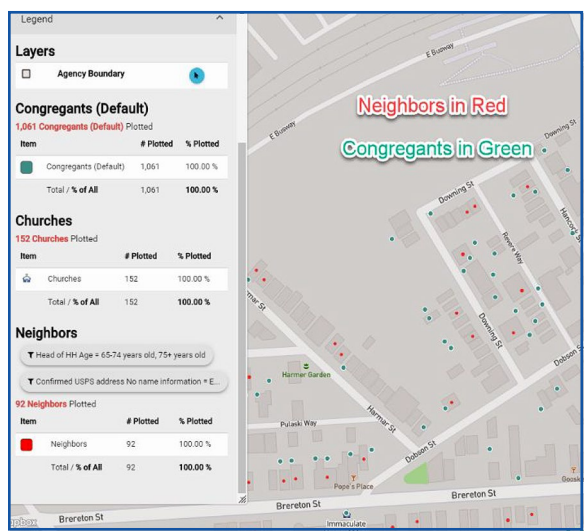 Legend
Layers
Agency Boundary
Congregants (Default)
1,061 Congregants (Default) Plotted
Item # Plotted % Plotted
Congregants (Default) 1,061 100.00 %
Total / % of All 1,061 100.00 %
Churches
152 Churches Plotted
Item # Plotted % Plotted
Churches 152 100.00 %
Total / % of All 152 100.00 %
Neighbors
Head of HH Age = 65-74 years old, 75+ years old
Confirmed USPS address No name information = E...
92 Neighbors Plotted
Item # Plotted % Plotted
Neighbors 92 100.00 %
Total / % of All 92 100.00 %
Neighbors in Red
Congregants in Green
E Busway
E Busway
Downing St
Downing St
Hancock St
Revere Way
Downing St
Harmar St
Dobson St
Harmer Garden
Harmar St
Pulaski Way
Dobson St
Pope's Place
Brereton St
Brereton St
Brereton St
Immaculate